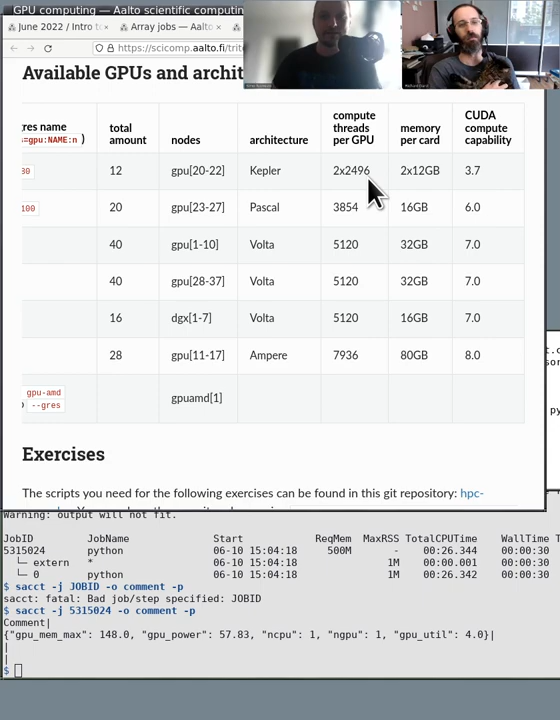 GPU computing — Aalto scientific computing
June 2022 / Intro to
Array jobs — Aalto
https://scicomp.aalto.fi/trit
Available GPUs and archit
gres name total amount nodes architecture compute threads per GPU memory per card CUDA compute capability
=gpu:NAME:n )
80 12 gpu[20-22] Kepler 2x2496 2x12GB 3.7
100 20 gpu[23-27] Pascal 3854 16GB 6.0
40 gpu[1-10] Volta 5120 32GB 7.0
40 gpu[28-37] Volta 5120 32GB 7.0
16 dgx[1-7] Volta 5120 16GB 7.0
28 gpu[11-17] Ampere 7936 80GB 8.0
gpu-amd
--gres gpuamd[1]
Exercises
The scripts you need for the following exercises can be found in this git repository: hpc-
Warning: output will not fit.
JobID JobName Start ReqMem MaxRSS TotalCPUTime WallTime T
5315024 python 06-10 15:04:18 500M - 00:26.344 00:00:30
└─ extern * 06-10 15:04:18 1M 00:00.001 00:00:30
└─ 0 python 06-10 15:04:18 1M 00:26.342 00:00:30
$ sacct -j JOBID -o comment -p
sacct: fatal: Bad job/step specified: JOBID
$ sacct -j 5315024 -o comment -p
Comment|
{"gpu_mem_max": 148.0, "gpu_power": 57.83, "ncpu": 1, "ngpu": 1, "gpu_util": 4.0}|
|
|
$